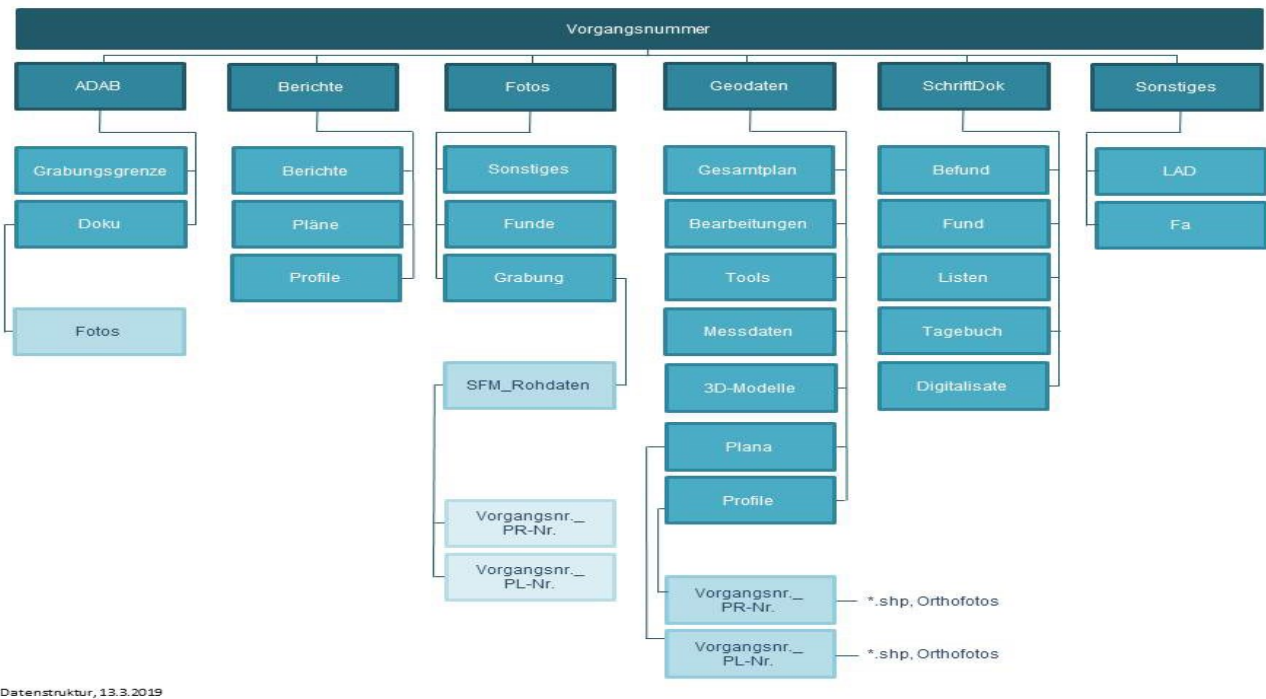 Vorgangsnummer
ADAB
Berichte
Fotos
Geodaten
SchriftDok
Sonstiges
Grabungsgrenze
Doku
Fotos
Berichte
Pläne
Profile
Sonstiges
Funde
Grabung
SFM_Rohdaten
Vorgangsnr._
PR-Nr.
Vorgangsnr._
PL-Nr.
Gesamtplan
Bearbeitungen
Tools
Messdaten
3D-Modelle
Plana
Profile
Vorgangsnr._
PR-Nr.
*.shp, Orthofotos
Vorgangsnr._
PL-Nr.
*.shp, Orthofotos
Befund
Fund
Listen
Tagebuch
Digitalisate
LAD
Fa
Datenstruktur, 13.3.2019